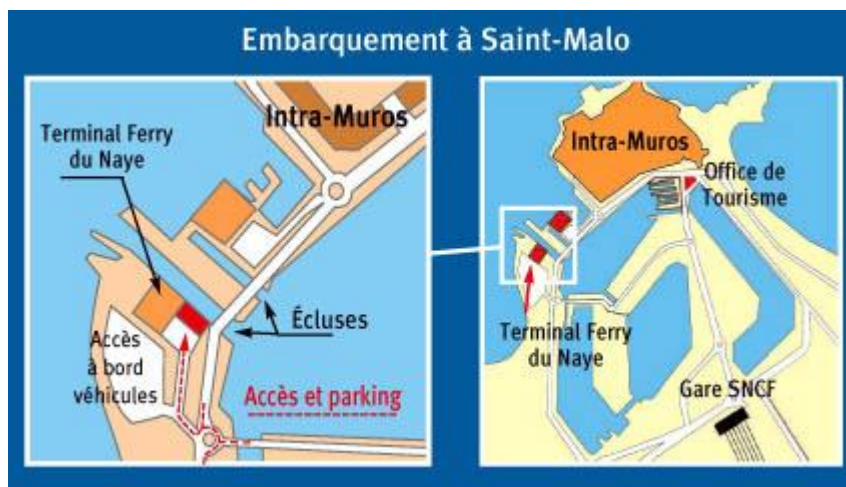 Embarquement à Saint-Malo
Intra-Muros
Terminal Ferry
du Naye
Écluses
Accès
à bord
véhicules
Accès et parking
Intra-Muros
Office de
Tourisme
Terminal Ferry
du Naye
Gare SNCF